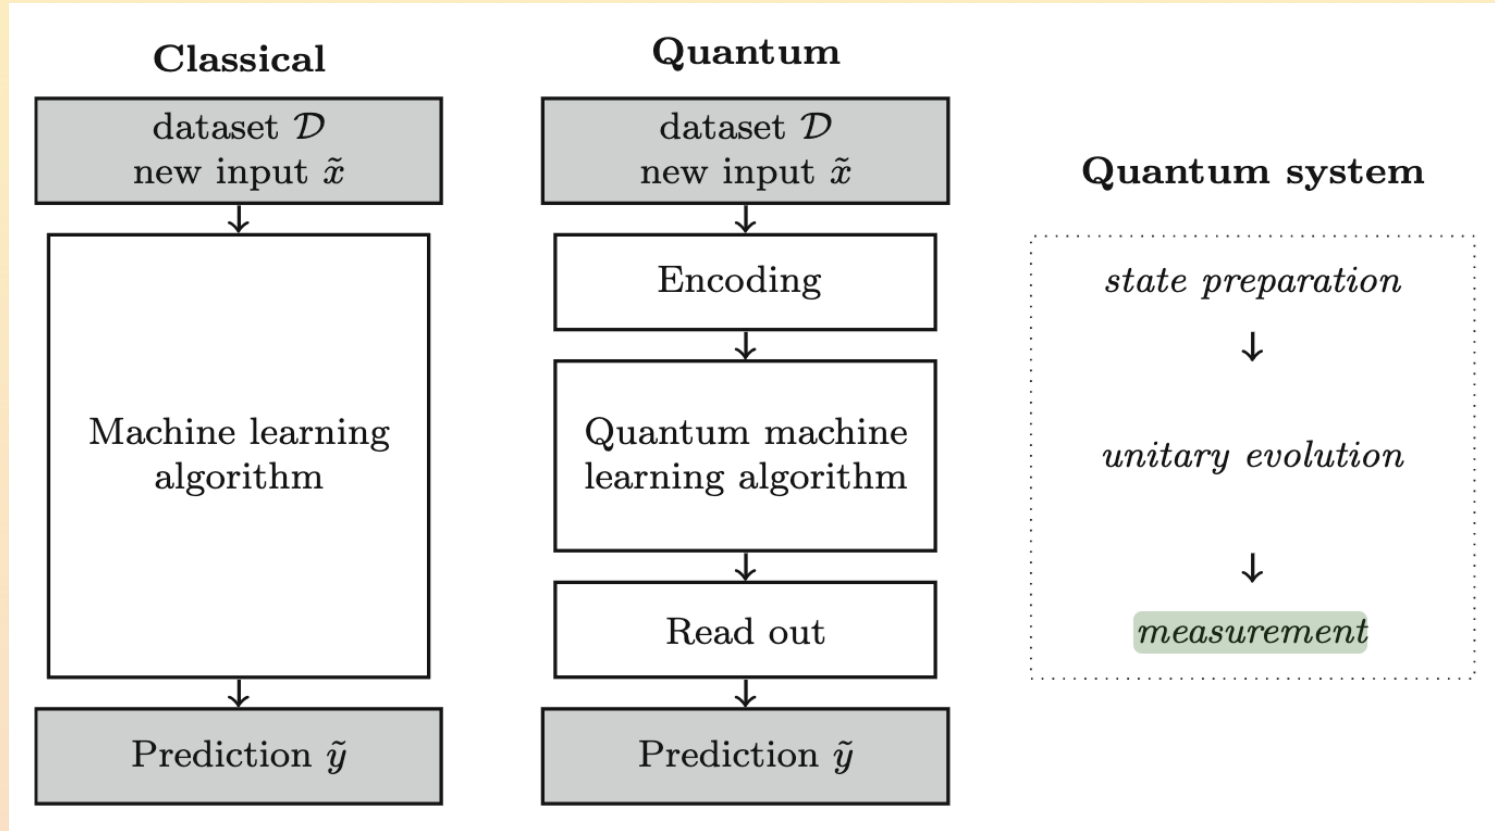 Classical
dataset 𝒟
new input x̃
Machine learning
algorithm
Prediction ỹ
Quantum
dataset 𝒟
new input x̃
Encoding
Quantum machine
learning algorithm
Read out
Prediction ỹ
Quantum system
state preparation
unitary evolution
measurement